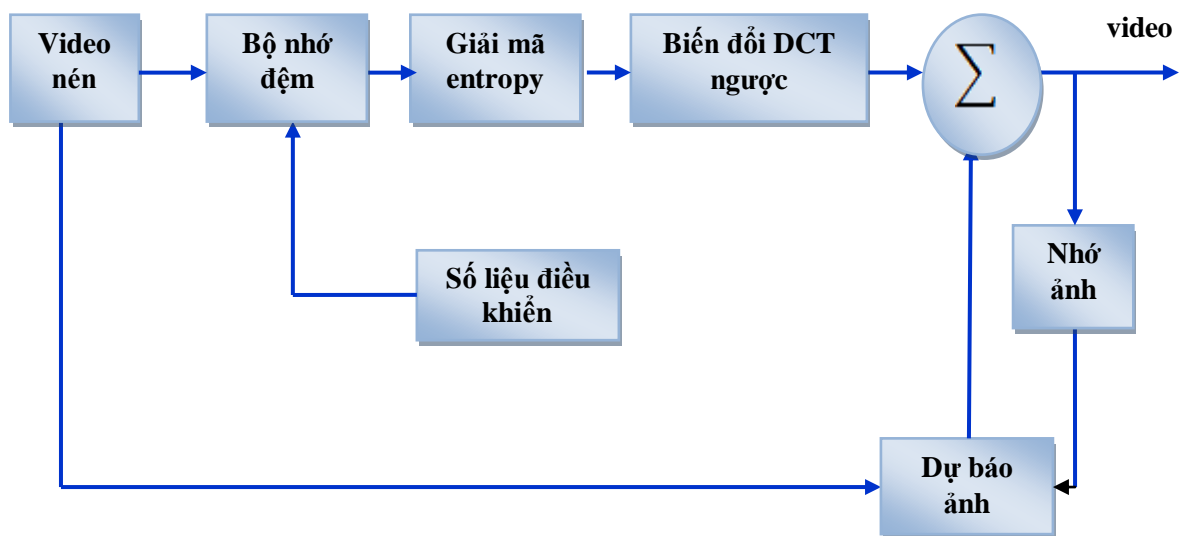 Video
nén
Bộ nhớ
đệm
Giải mã
entropy
Biến đổi DCT
ngược
∑
video
Số liệu điều
khiển
Nhớ
ảnh
Dự báo
ảnh